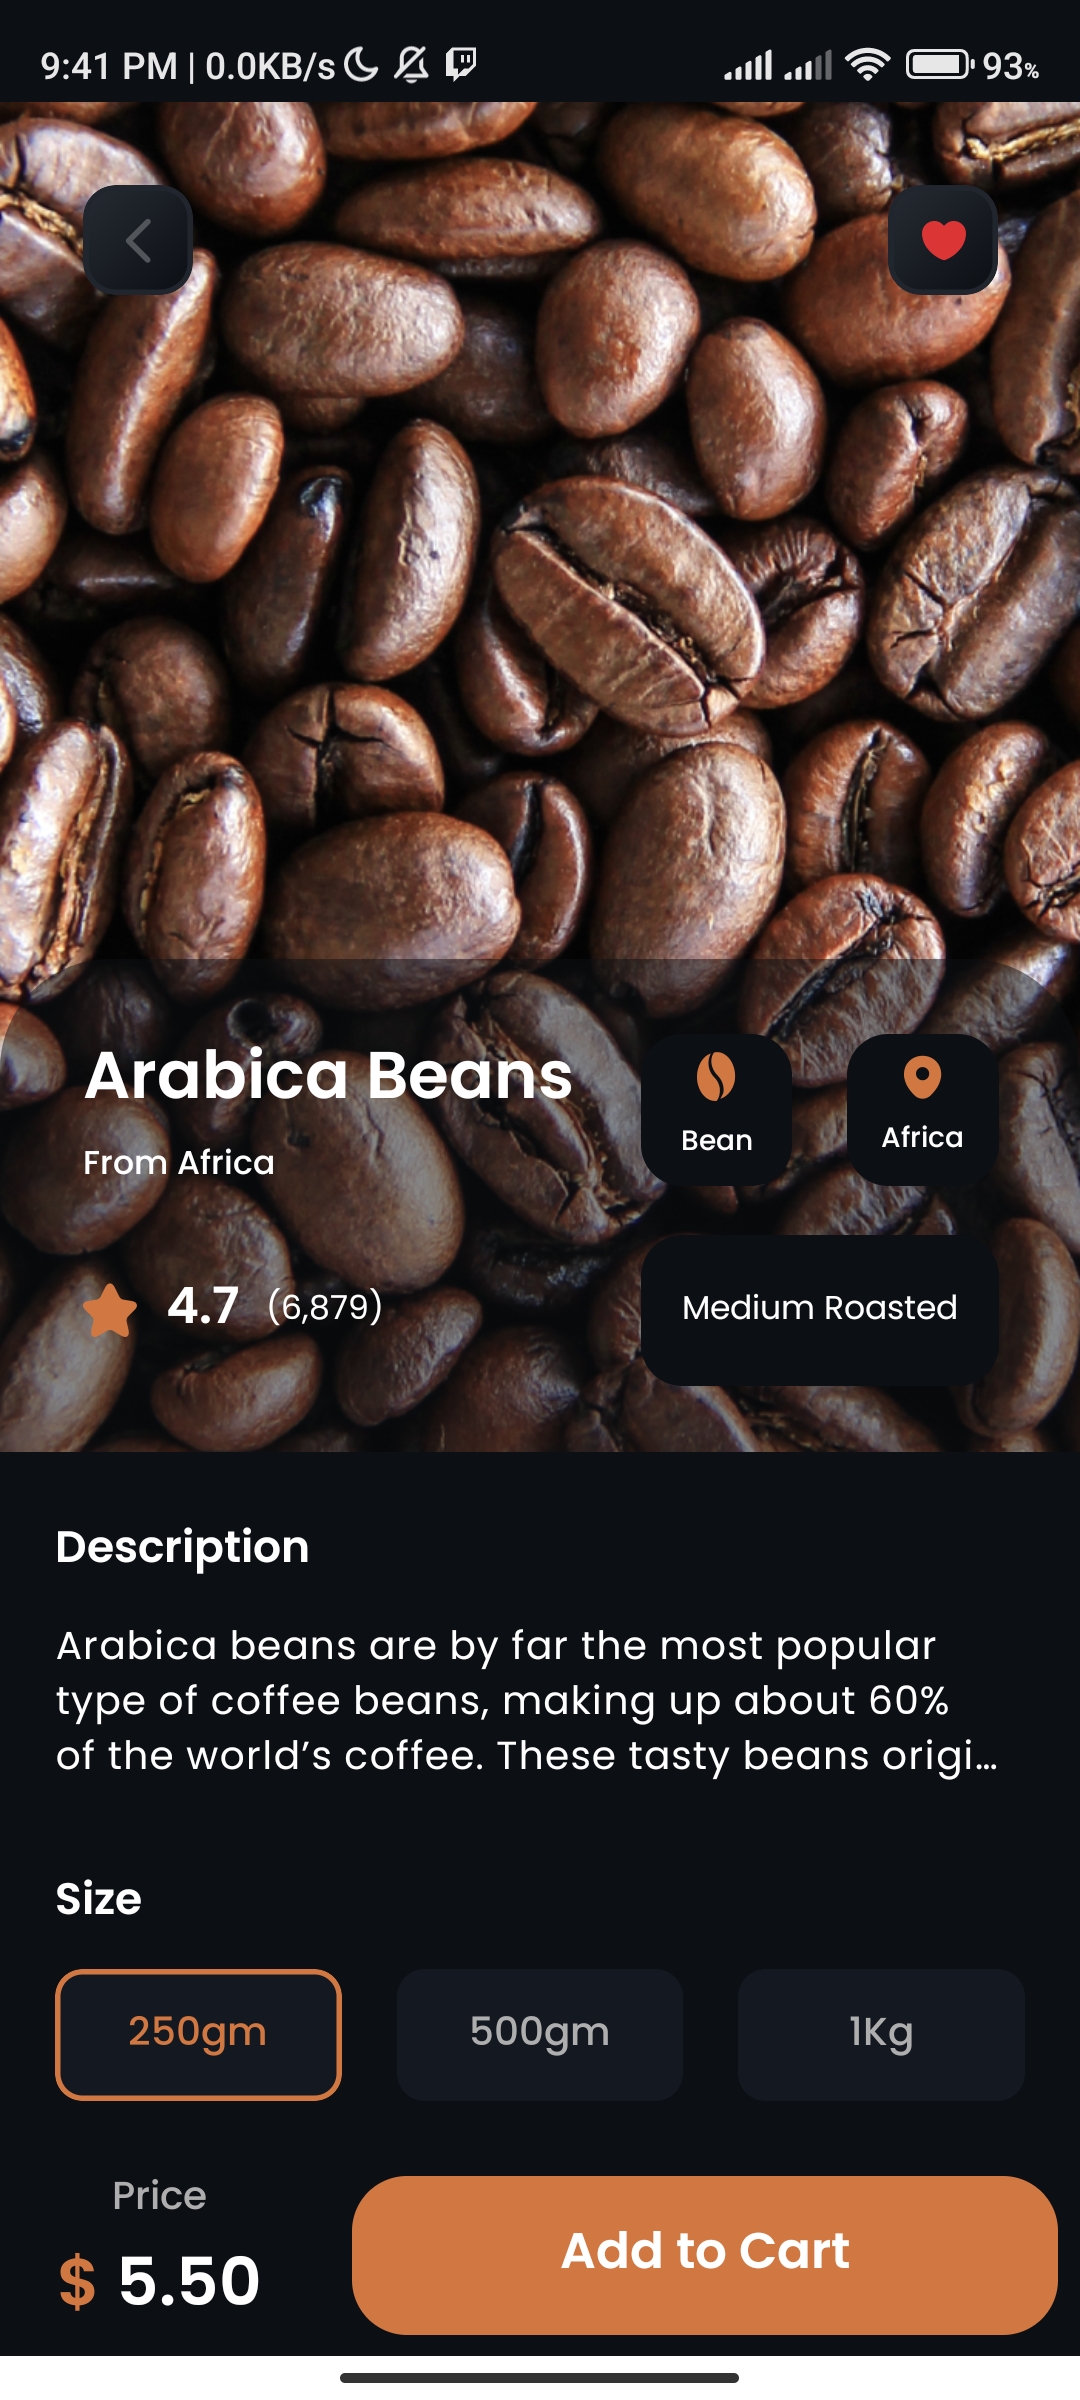 9:41 PM | 0.0KB/s 93%
Arabica Beans
From Africa
Bean
Africa
4.7 (6,879)
Medium Roasted
Description
Arabica beans are by far the most popular
type of coffee beans, making up about 60%
of the world’s coffee. These tasty beans origi...
Size
250gm 500gm 1Kg
Price
$ 5.50
Add to Cart